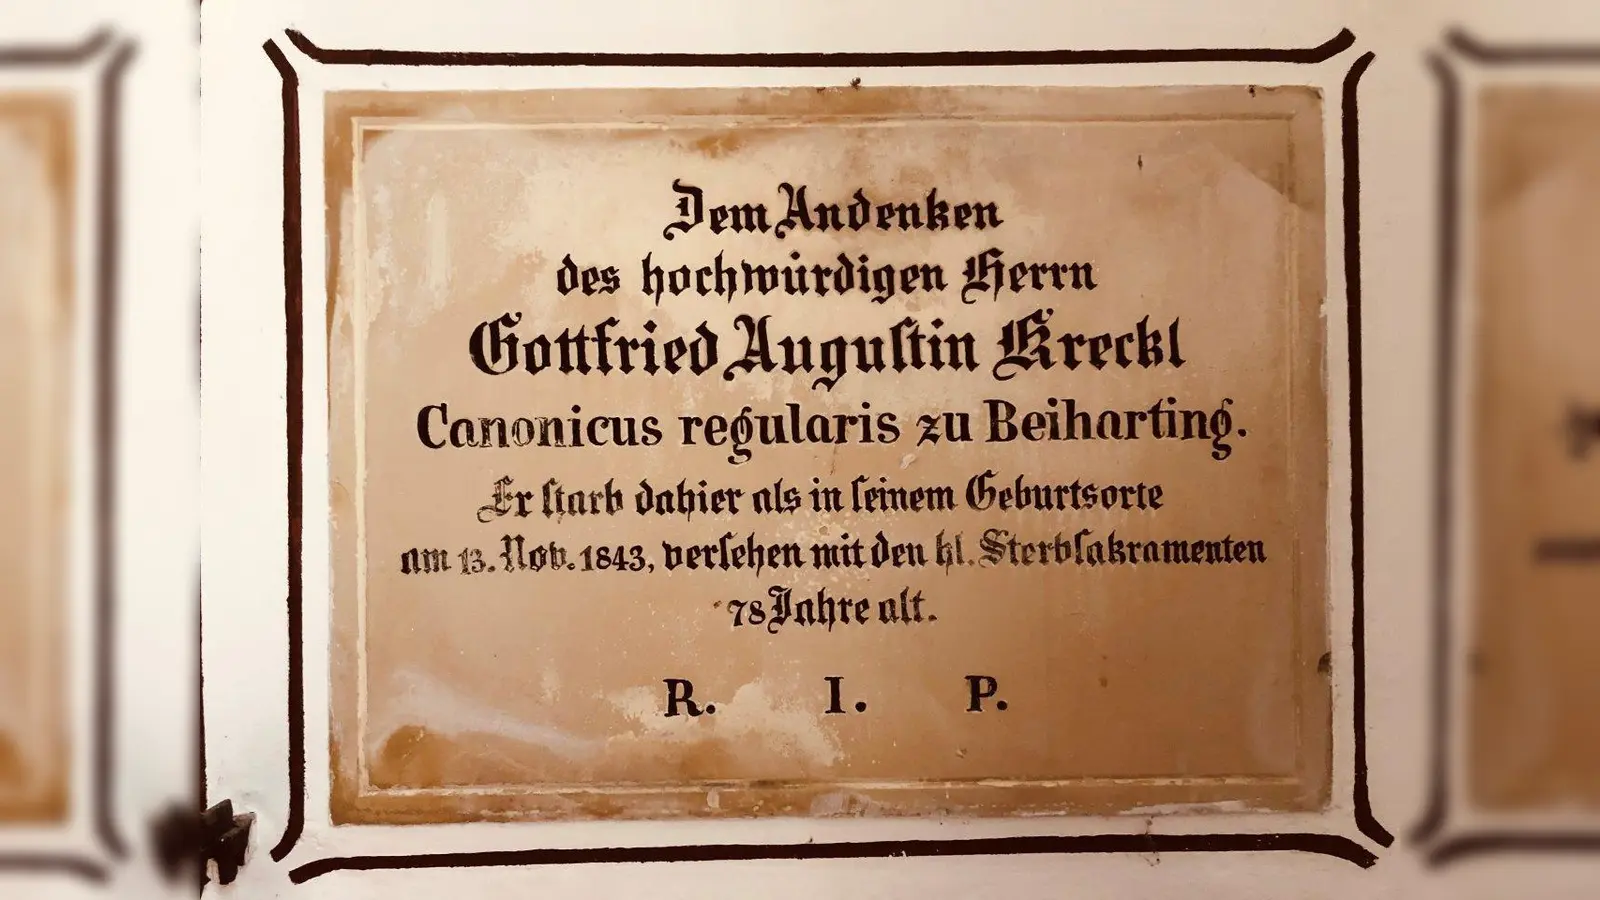 Dem Andenken
des hochwürdigen Herrn
Gottfried Auguſtin Kreckl
Canonicus regularis zu Beiharting.
Er ſtarb dahier als in ſeinem Geburtsorte
am 13. Nov. 1843, verſehen mit den hl. Sterbſakramenten
78 Jahre alt.
R. I. P.